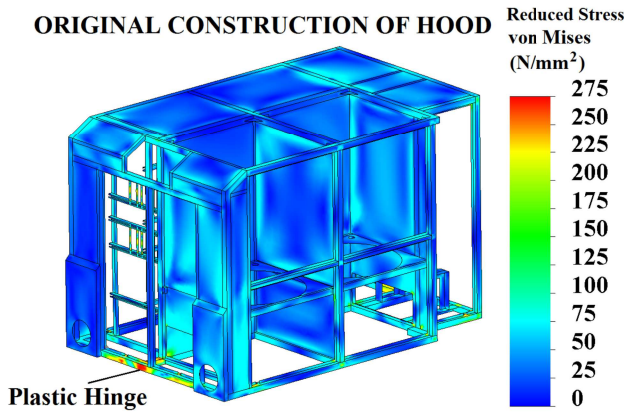 ORIGINAL CONSTRUCTION OF HOOD
Reduced Stress
von Mises
(N/mm²)
275
250
225
200
175
150
125
100
75
50
25
0
Plastic Hinge